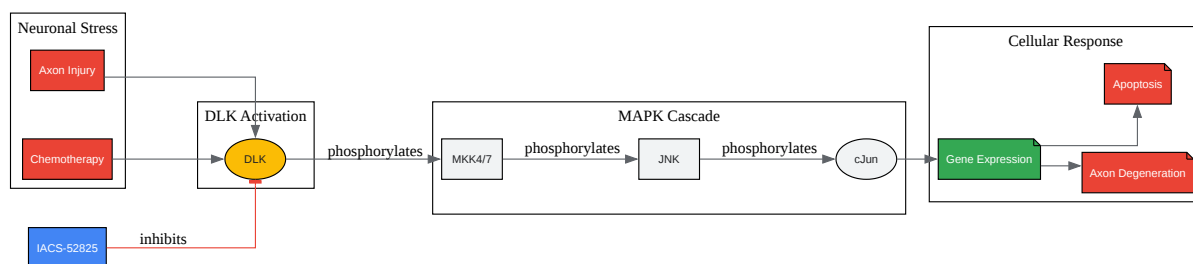 Neuronal Stress
Axon Injury
Chemotherapy
IACS-52825
inhibits
DLK Activation
DLK
phosphorylates
MAPK Cascade
MKK4/7
phosphorylates
JNK
phosphorylates
cJun
Cellular Response
Gene Expression
Apoptosis
Axon Degeneration